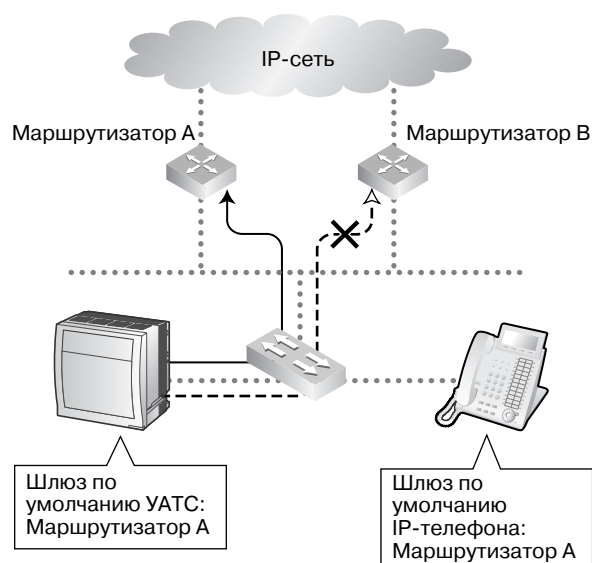 IP-сеть
Маршрутизатор A
Маршрутизатор B
Шлюз по
умолчанию УАТС:
Маршрутизатор A
Шлюз по
умолчанию
IP-телефона:
Маршрутизатор A